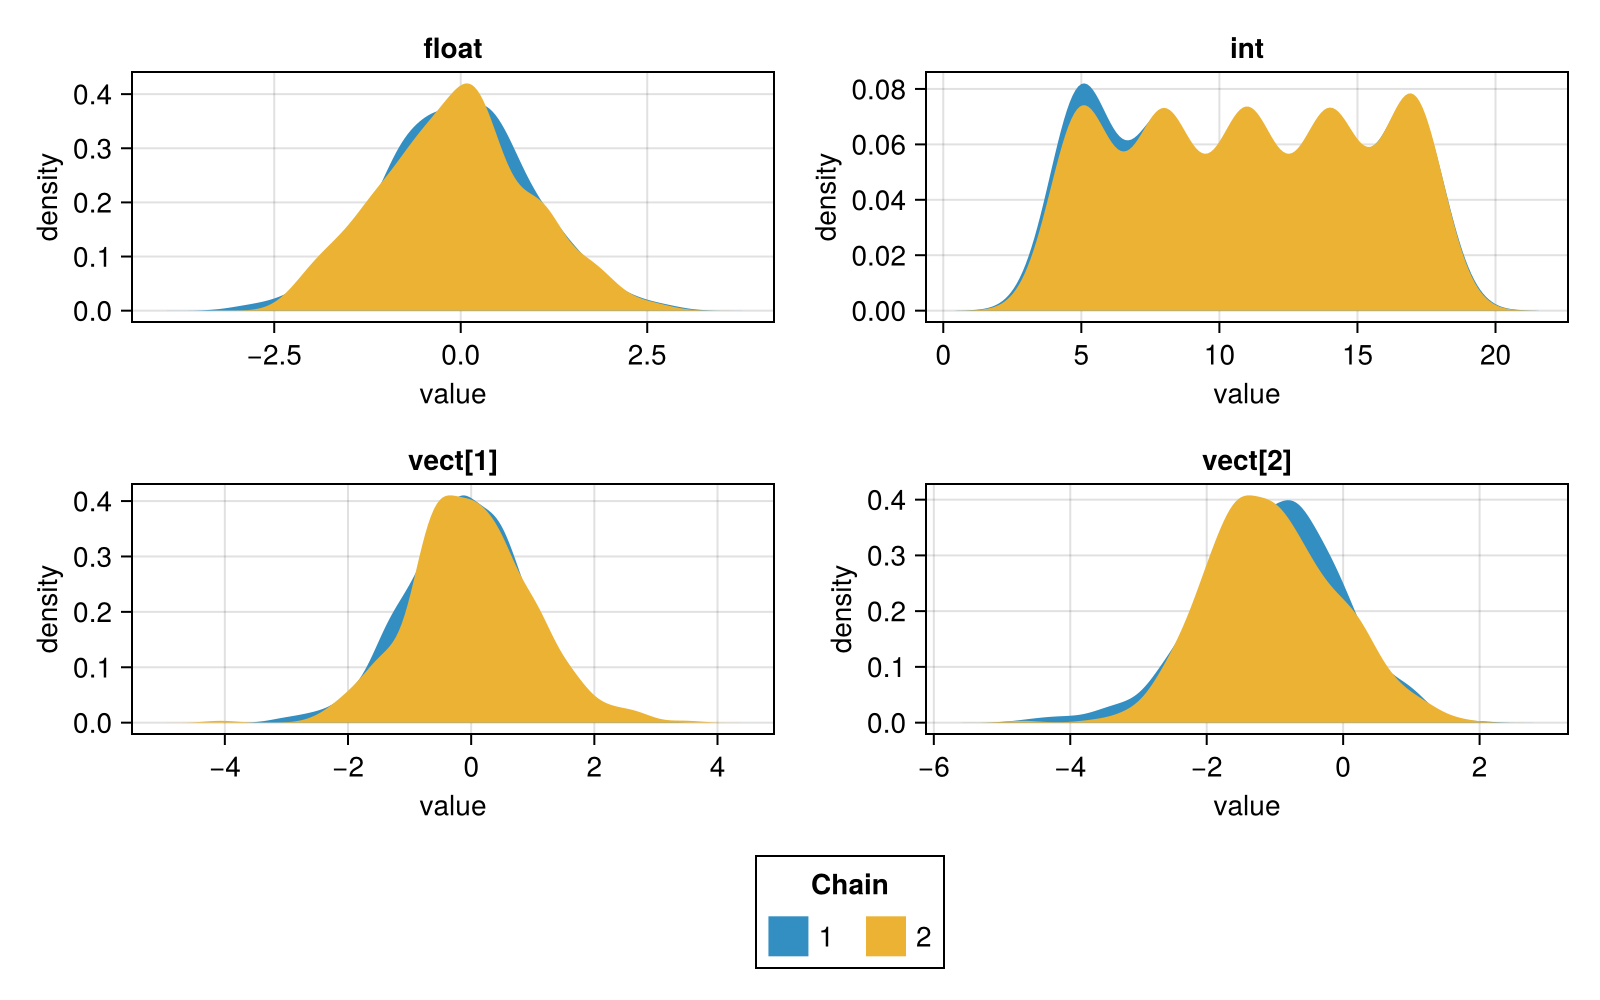 float
0.4
0.3
0.2
0.1
0.0
density
−2.5 0.0 2.5
value
int
0.08
0.06
0.04
0.02
0.00
density
0 5 10 15 20
value
vect[1]
0.4
0.3
0.2
0.1
0.0
density
−4 −2 0 2 4
value
vect[2]
0.4
0.3
0.2
0.1
0.0
density
−6 −4 −2 0 2
value
Chain
1 2